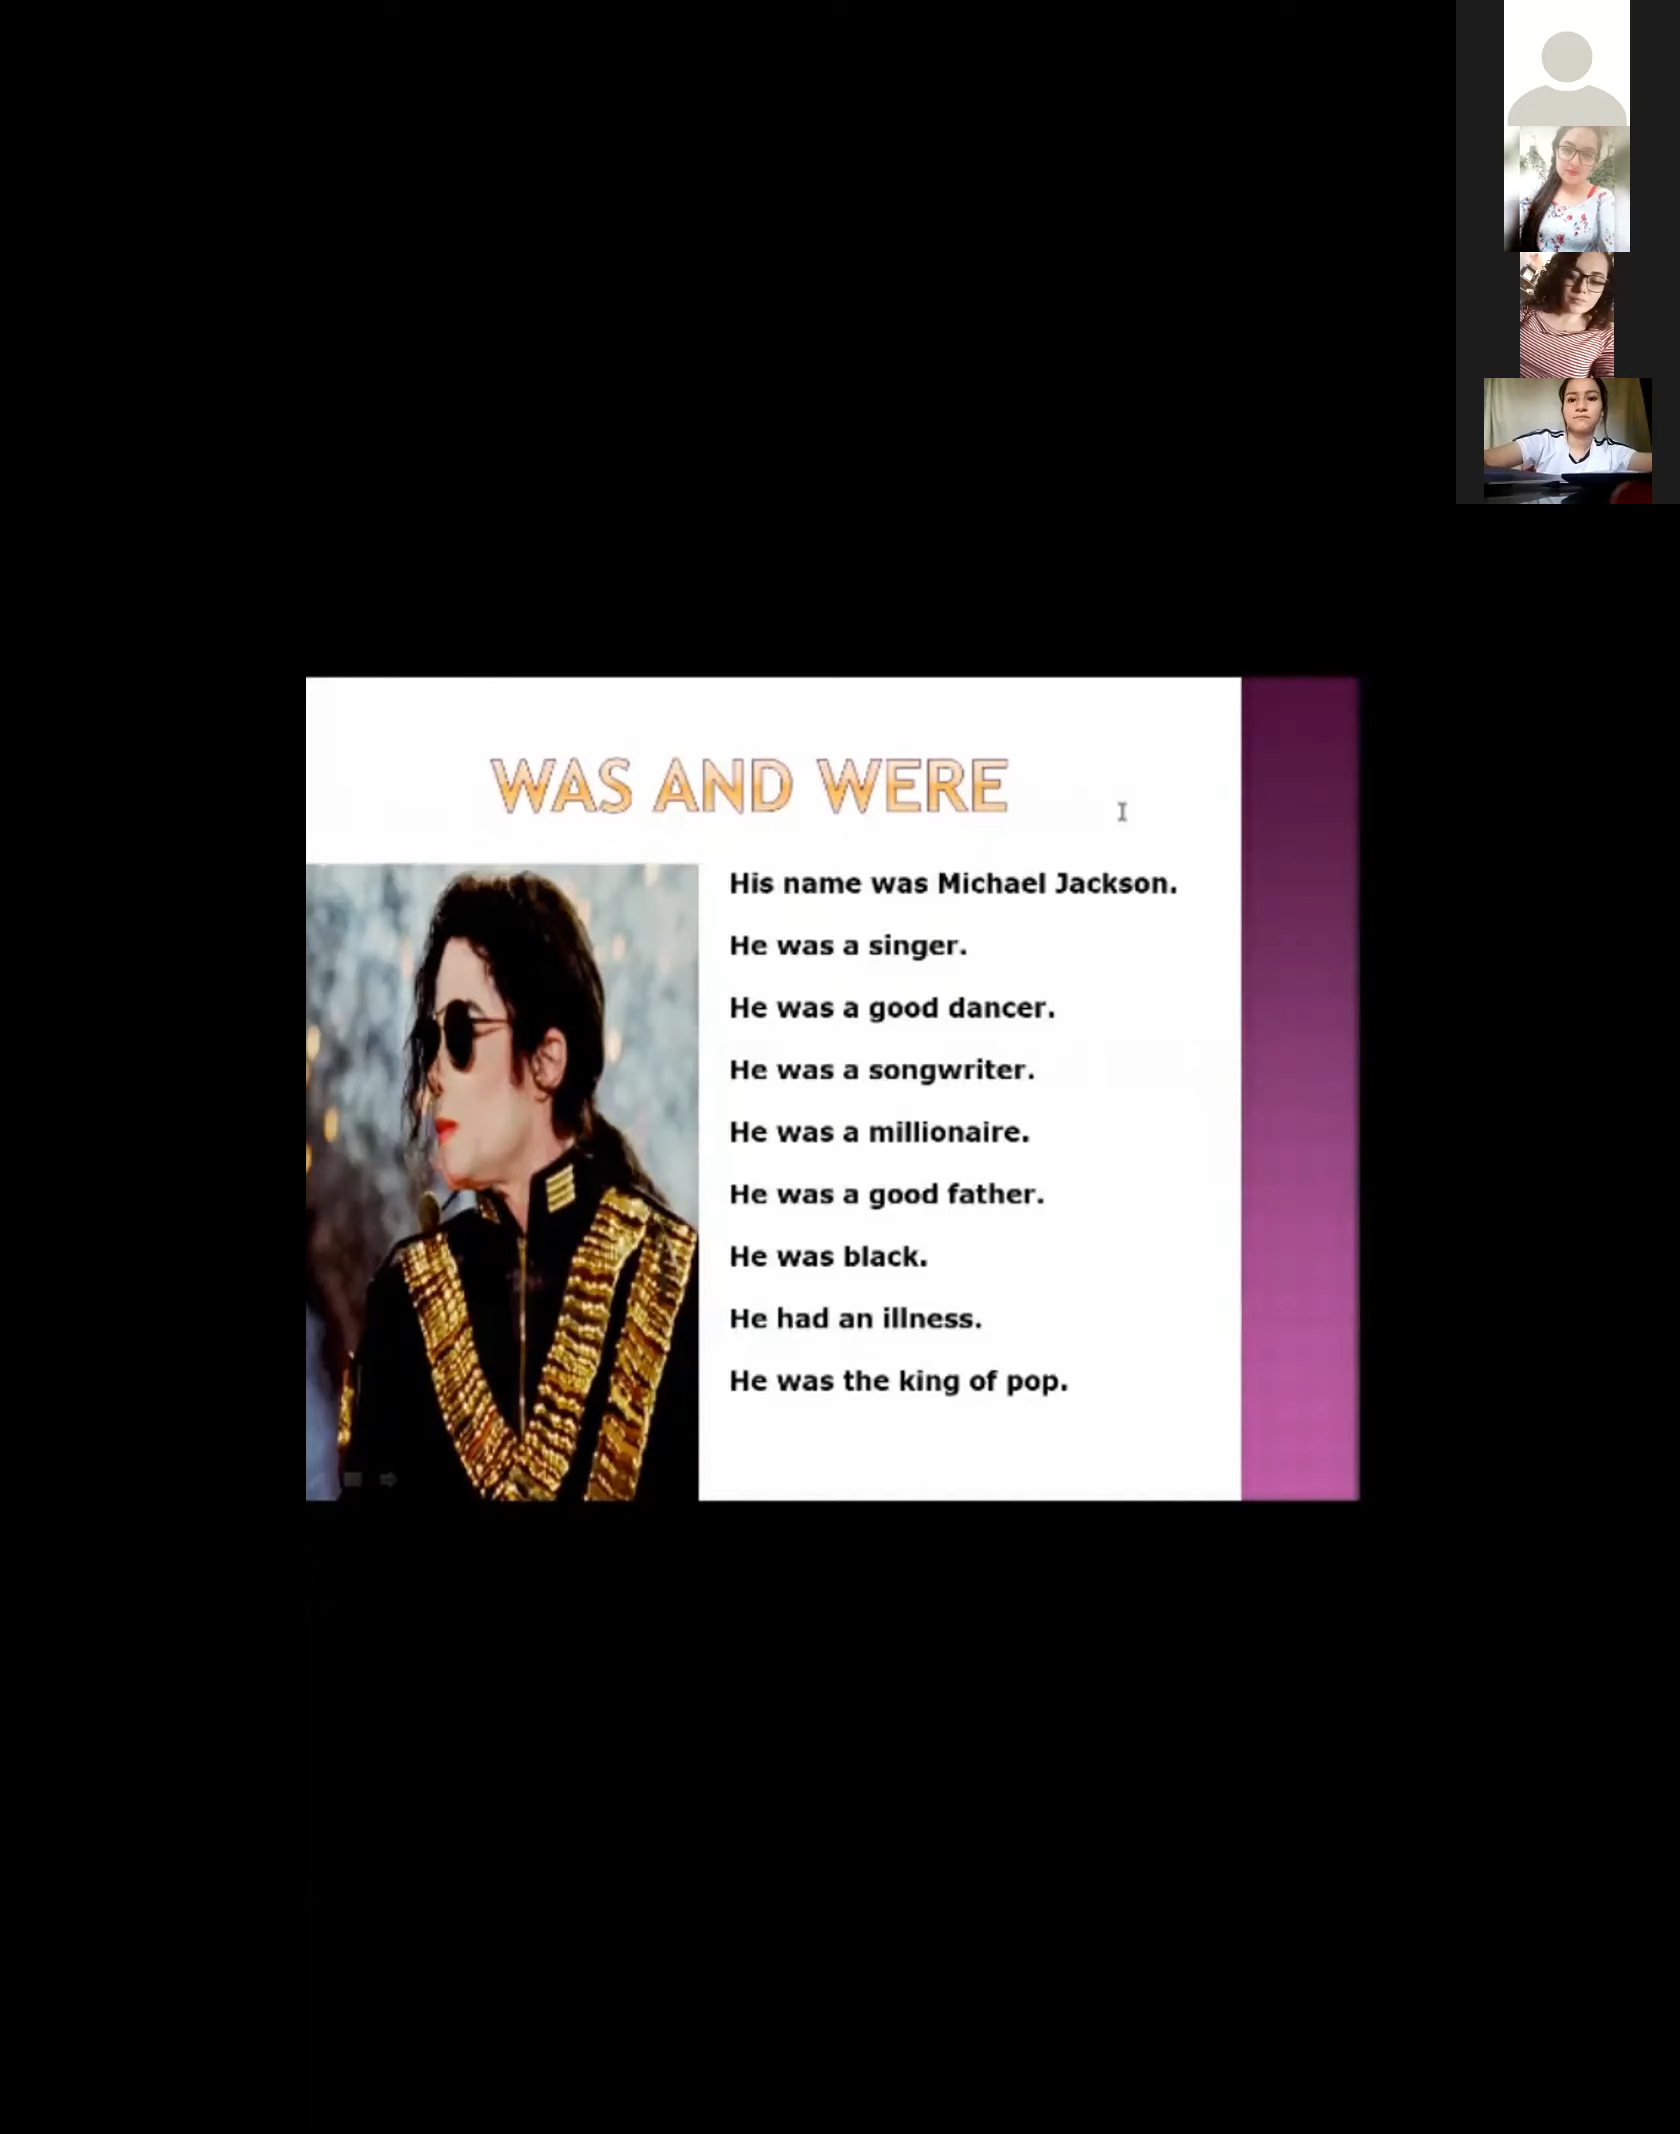 WAS AND WERE
His name was Michael Jackson.
He was a singer.
He was a good dancer.
He was a songwriter.
He was a millionaire.
He was a good father.
He was black.
He had an illness.
He was the king of pop.